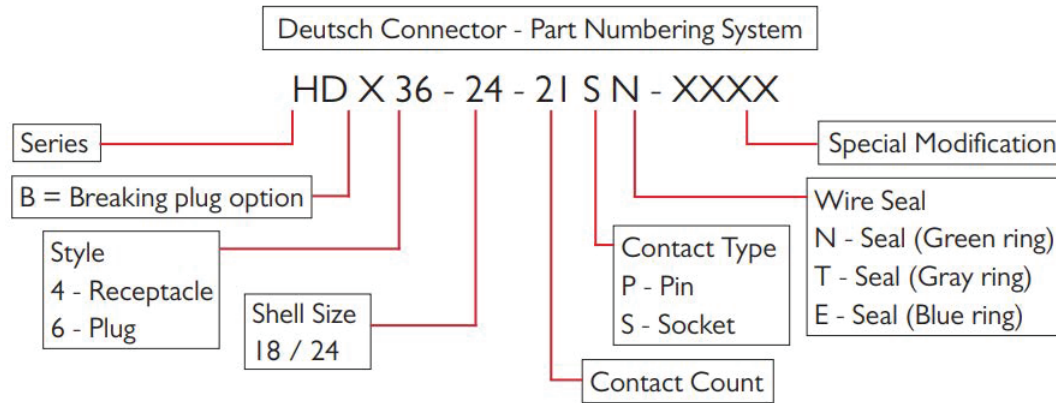 Deutsch Connector - Part Numbering System
HD X 36 - 24 - 21 S N - XXXX
Series
Special Modification
B = Breaking plug option
Style
4 - Receptacle
6 - Plug
Shell Size
18 / 24
Contact Type
P - Pin
S - Socket
Wire Seal
N - Seal (Green ring)
T - Seal (Gray ring)
E - Seal (Blue ring)
Contact Count